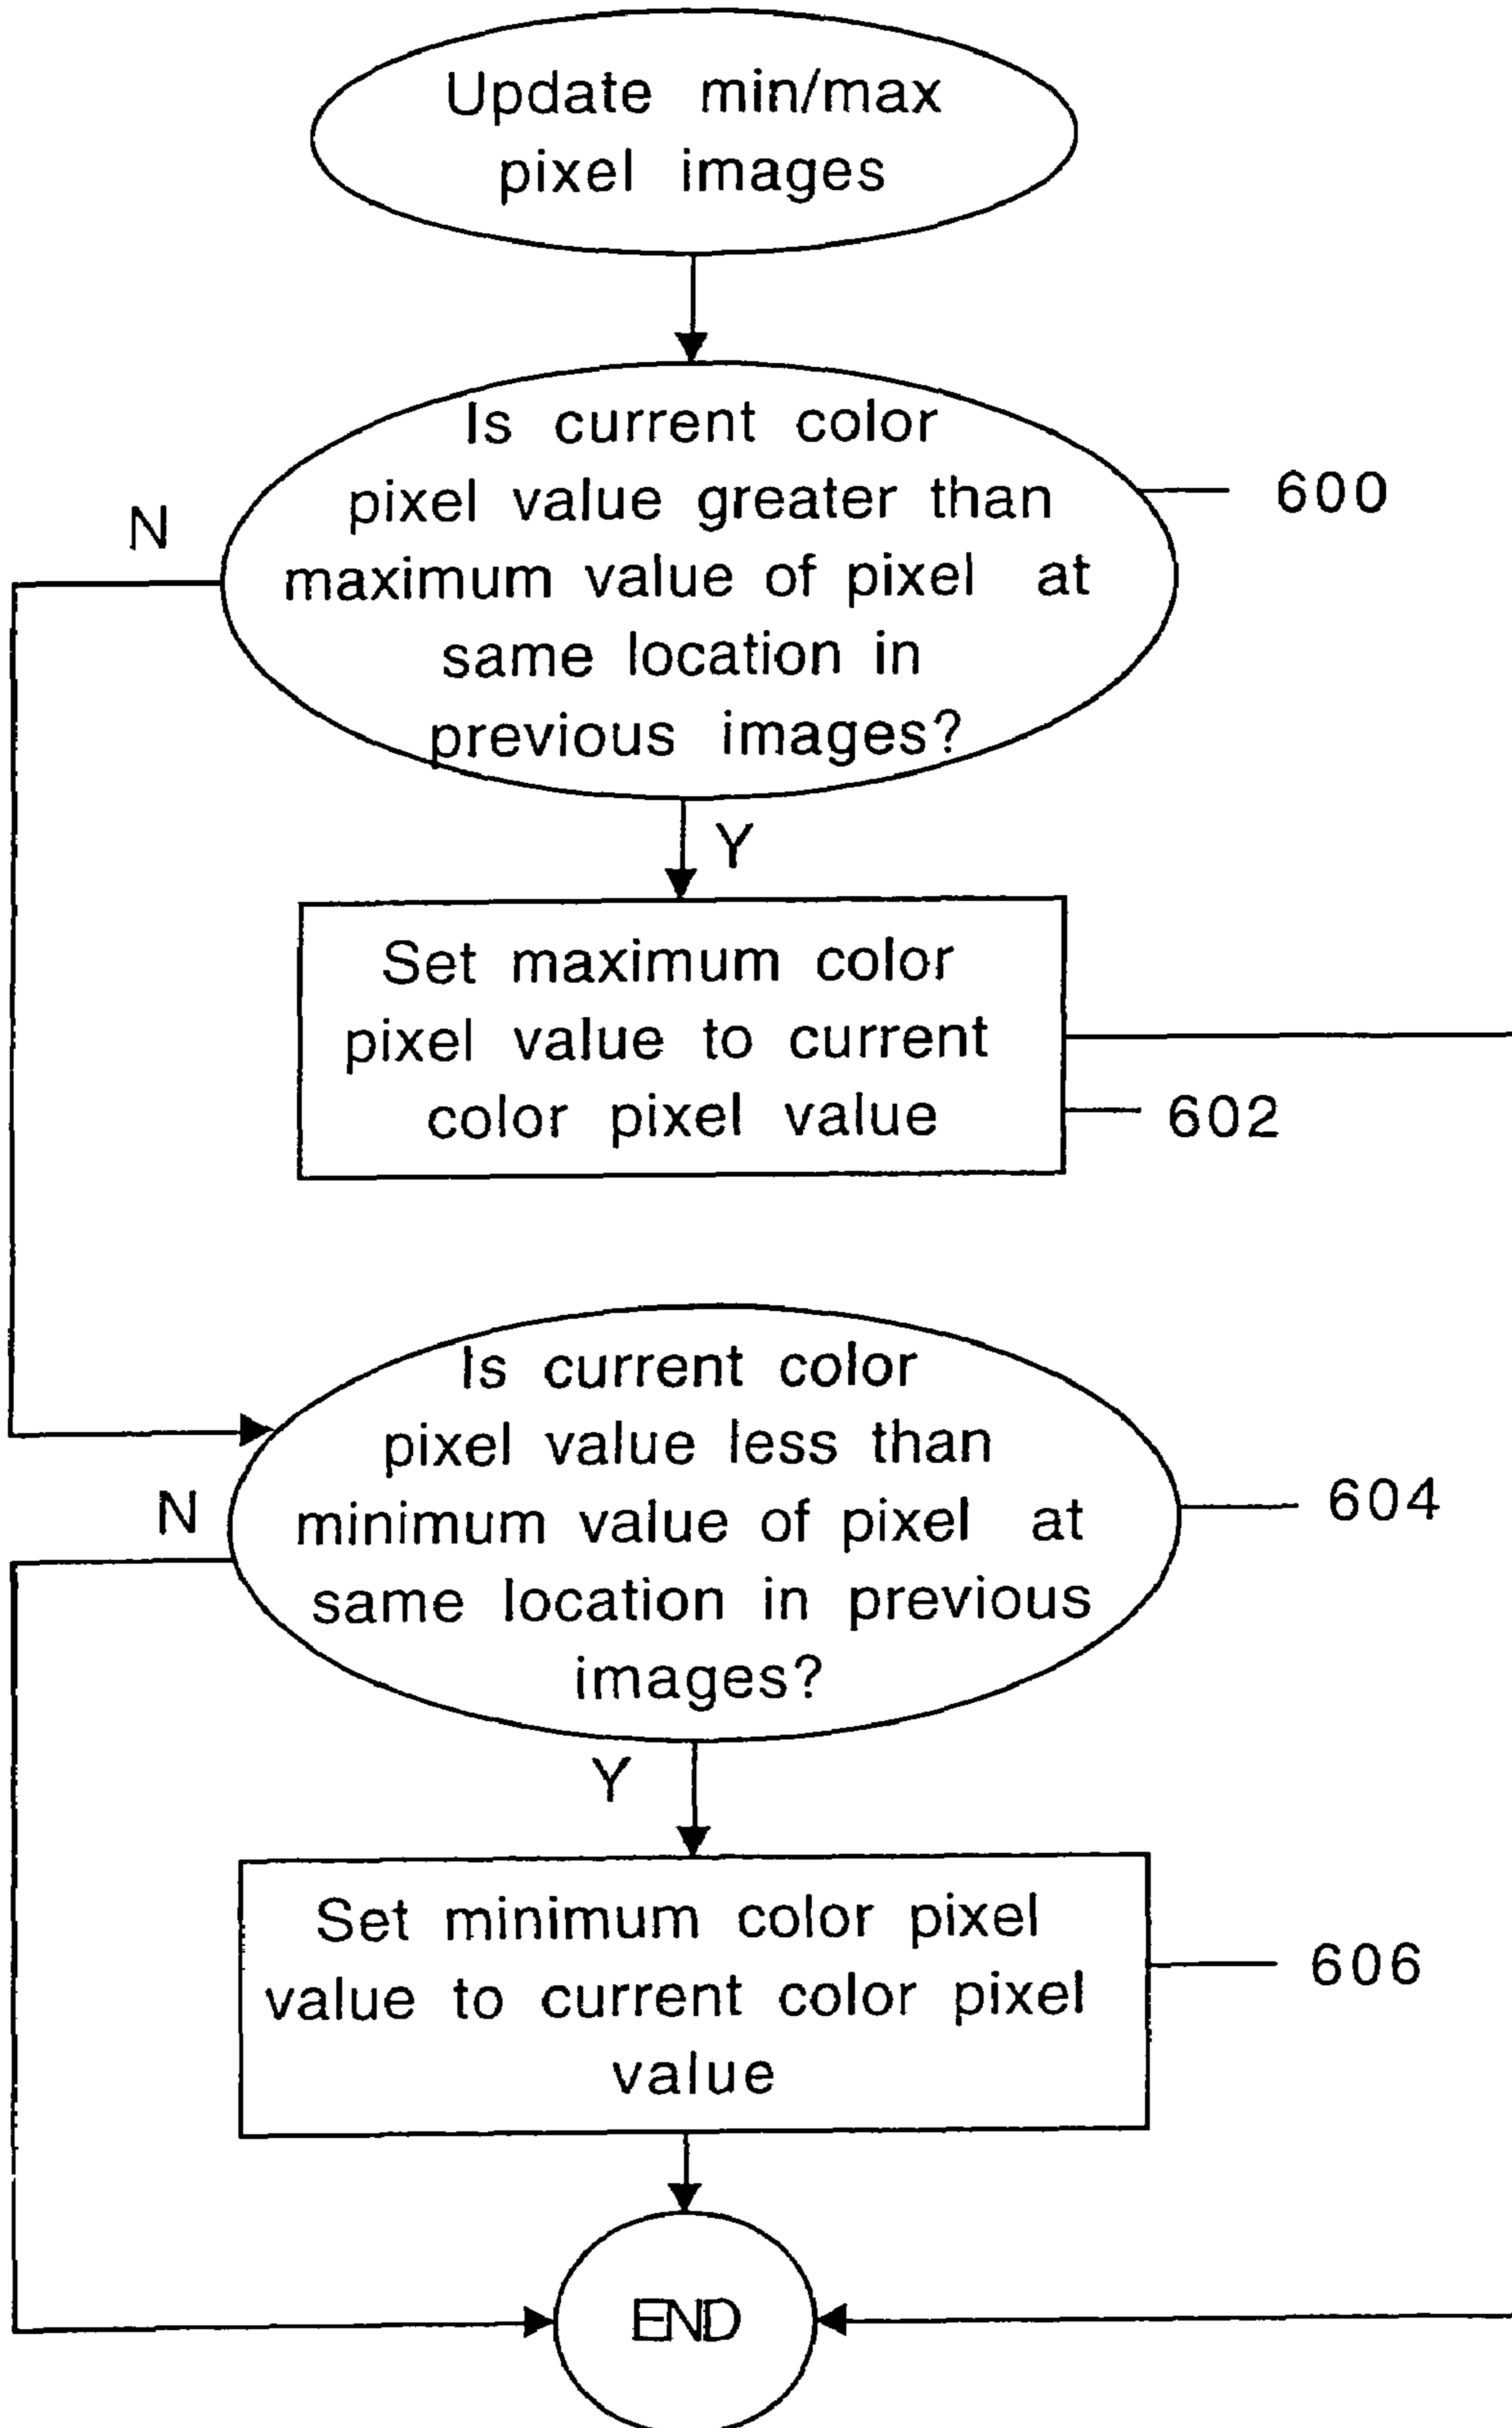 Update min/max
pixel images
Is current color
pixel value greater than
maximum value of pixel at
same location in
previous images?
600
N
Y
Set maximum color
pixel value to current
color pixel value
602
Is current color
pixel value less than
minimum value of pixel at
same location in previous
images?
604
N
Y
Set minimum color pixel
value to current color pixel
value
606
END